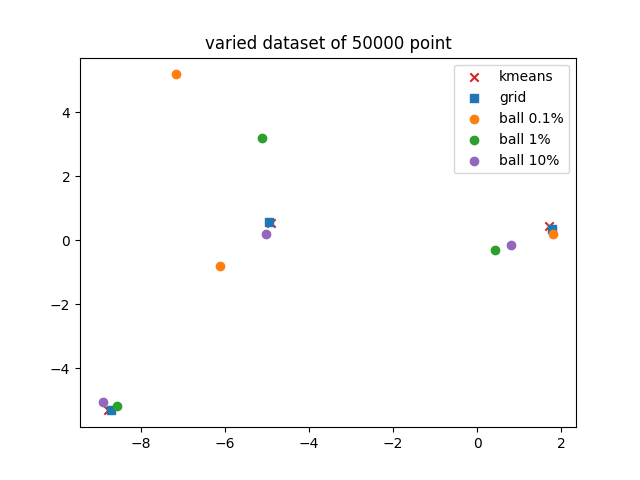 varied dataset of 50000 point
kmeans
grid
ball 0.1%
ball 1%
ball 10%
4
2
0
−2
−4
−8 −6 −4 −2 0 2